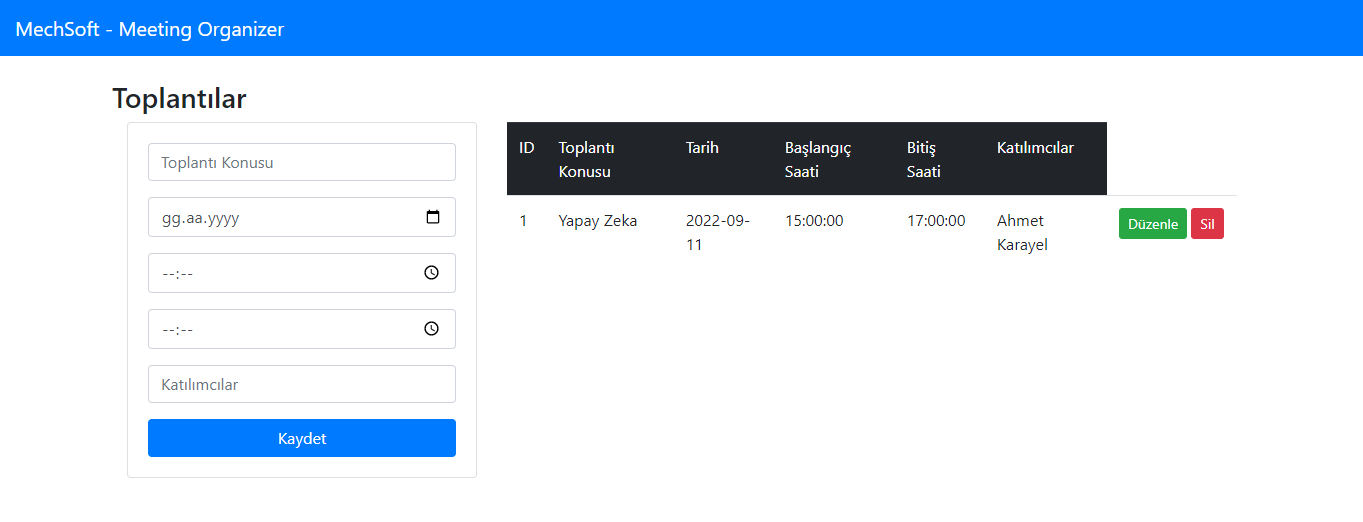 MechSoft - Meeting Organizer
Toplantılar
Toplantı Konusu
gg.aa.yyyy
--:--
--:--
Katılımcılar
Kaydet
ID Toplantı Konusu Tarih Başlangıç Saati Bitiş Saati Katılımcılar
1 Yapay Zeka 2022-09-11 15:00:00 17:00:00 Ahmet Karayel Düzenle Sil